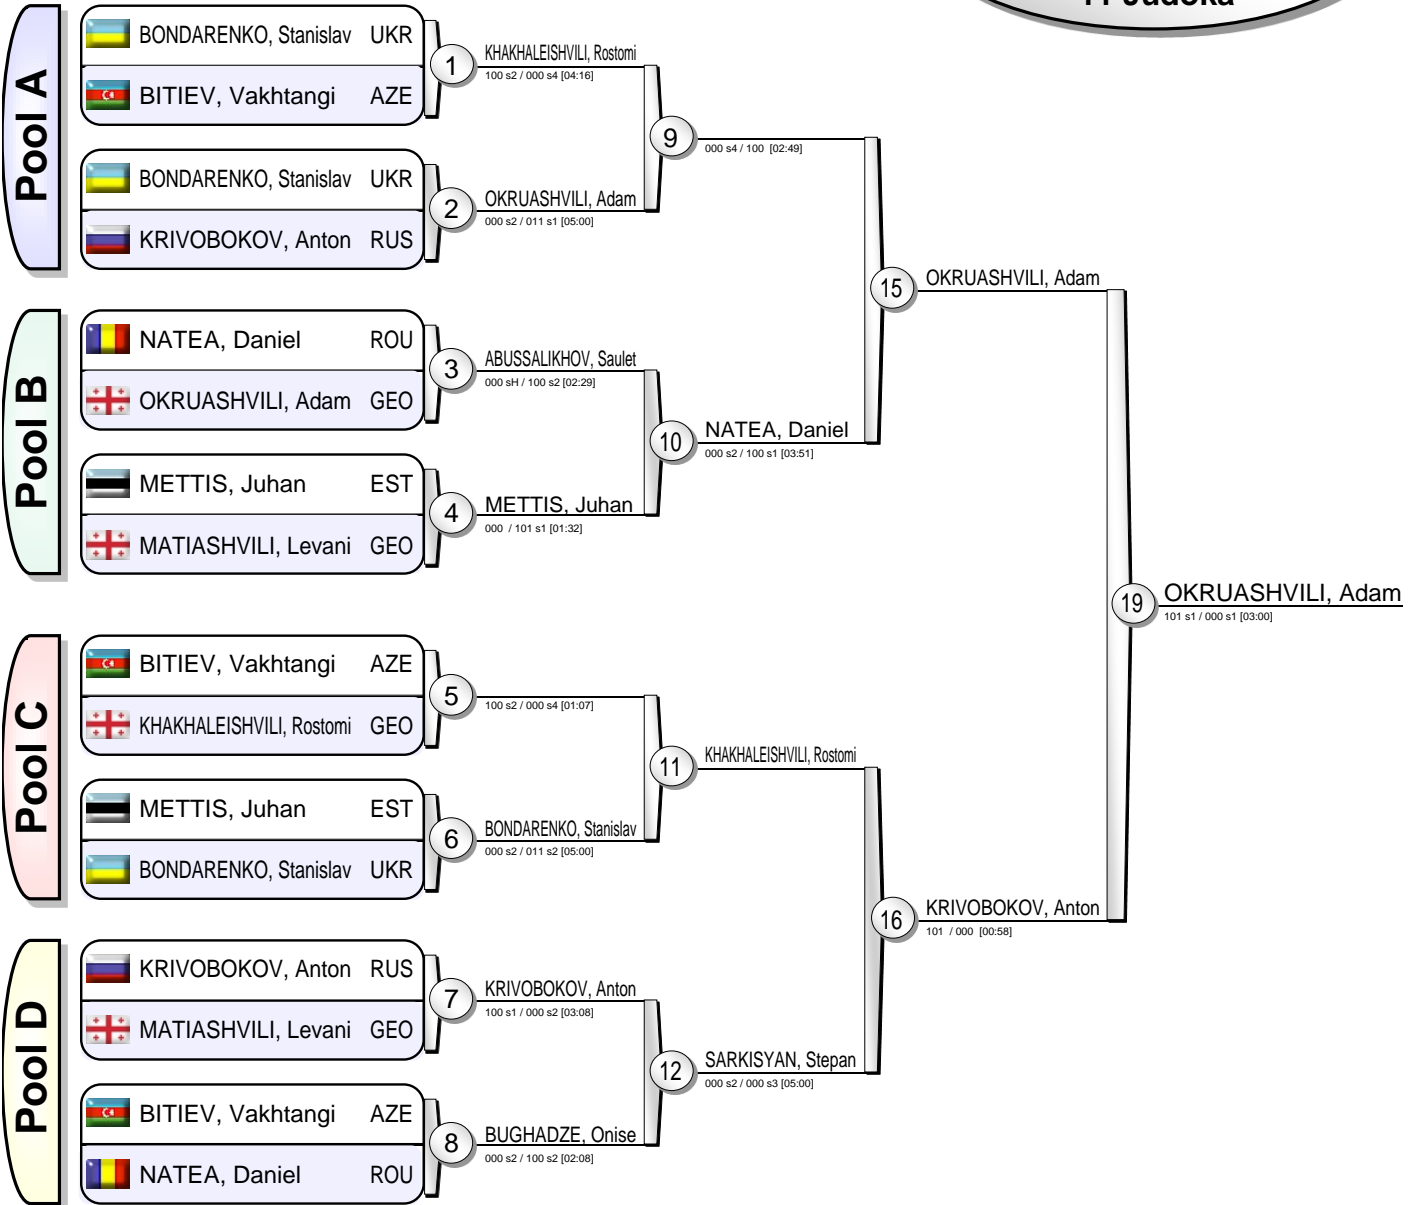 11 Judoka
Pool A
BONDARENKO, Stanislav UKR
BITIEV, Vakhtangi AZE
1
KHAKHALEISHVILI, Rostomi
100 s2 / 000 s4 [04:16]
BONDARENKO, Stanislav UKR
KRIVOBOKOV, Anton RUS
2
OKRUASHVILI, Adam
000 s2 / 011 s1 [05:00]
9
000 s4 / 100 [02:49]
Pool B
NATEA, Daniel ROU
OKRUASHVILI, Adam GEO
3
ABUSSALIKHOV, Saulet
000 sH / 100 s2 [02:29]
METTIS, Juhan EST
MATIASHVILI, Levani GEO
4
METTIS, Juhan
000 / 101 s1 [01:32]
10
NATEA, Daniel
000 s2 / 100 s1 [03:51]
15
OKRUASHVILI, Adam
Pool C
BITIEV, Vakhtangi AZE
KHAKHALEISHVILI, Rostomi GEO
5
100 s2 / 000 s4 [01:07]
METTIS, Juhan EST
BONDARENKO, Stanislav UKR
6
BONDARENKO, Stanislav
000 s2 / 011 s2 [05:00]
11
KHAKHALEISHVILI, Rostomi
Pool D
KRIVOBOKOV, Anton RUS
MATIASHVILI, Levani GEO
7
KRIVOBOKOV, Anton
100 s1 / 000 s2 [03:08]
BITIEV, Vakhtangi AZE
NATEA, Daniel ROU
8
BUGHADZE, Onise
000 s2 / 100 s2 [02:08]
12
SARKISYAN, Stepan
000 s2 / 000 s3 [05:00]
16
KRIVOBOKOV, Anton
101 / 000 [00:58]
19
OKRUASHVILI, Adam
101 s1 / 000 s1 [03:00]